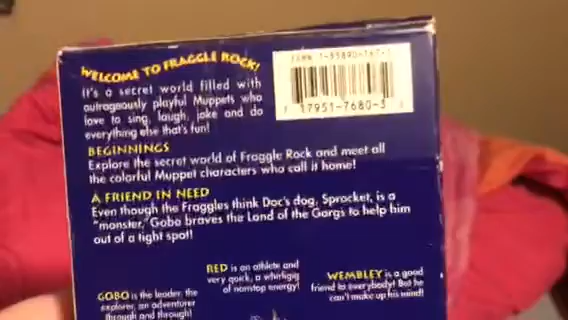 WELCOME TO FRAGGLE ROCK!
It's a secret world filled with
outrageously playful Muppets who
love to sing, laugh, joke and do
everything else that's fun!
BEGINNINGS
Explore the secret world of Fraggle Rock and meet all
the colorful Muppet characters who call it home!
A FRIEND IN NEED
Even though the Fraggles think Doc's dog, Sprocket, is a
"monster," Gobo braves the Land of the Gorgs to help him
out of a tight spot!
ISBN
17951-7680-3
GOBO is the leader, the
explorer, an adventurer
through and through!
RED is an athlete and
very quick, a whirligig
of nonstop energy!
WEMBLEY is a good
friend to everybody! But he
can't make up his mind!